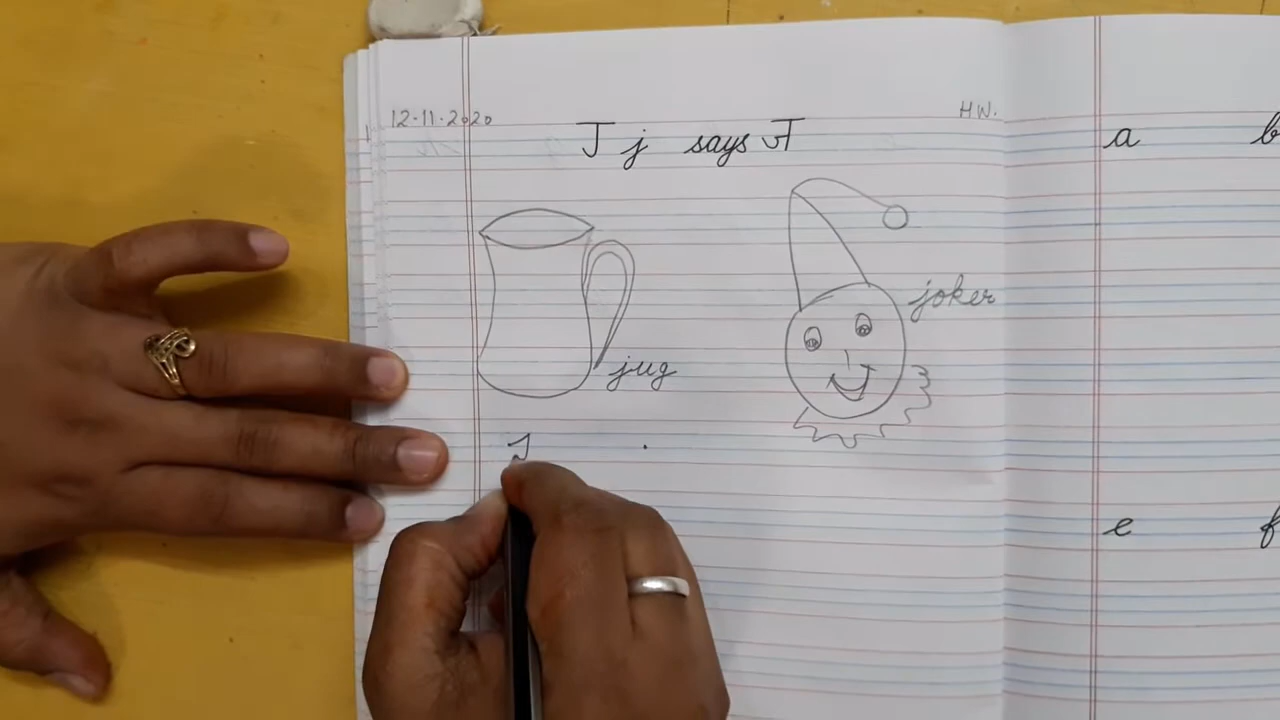 12.11.2020
H W.
J j says ज
a b
joker
jug
J
e f